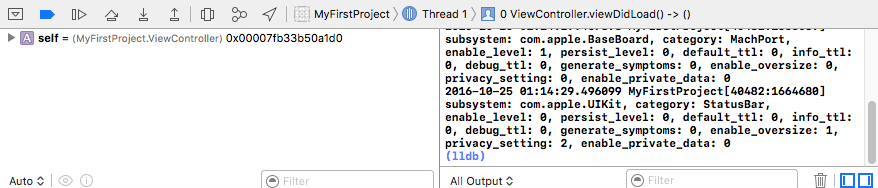 MyFirstProject Thread 1 0 ViewController.viewDidLoad() -> ()
A self = (MyFirstProject.ViewController) 0x00007fb33b50a1d0
subsystem: com.apple.BaseBoard, category: MachPort,
enable_level: 1, persist_level: 0, default_ttl: 0, info_ttl:
0, debug_ttl: 0, generate_symptoms: 0, enable_oversize: 0,
privacy_setting: 0, enable_private_data: 0
2016-10-25 01:14:29.496099 MyFirstProject[40482:1664680]
subsystem: com.apple.UIKit, category: StatusBar,
enable_level: 0, persist_level: 0, default_ttl: 0, info_ttl:
0, debug_ttl: 0, generate_symptoms: 0, enable_oversize: 1,
privacy_setting: 2, enable_private_data: 0
(lldb)
Auto Filter All Output Filter